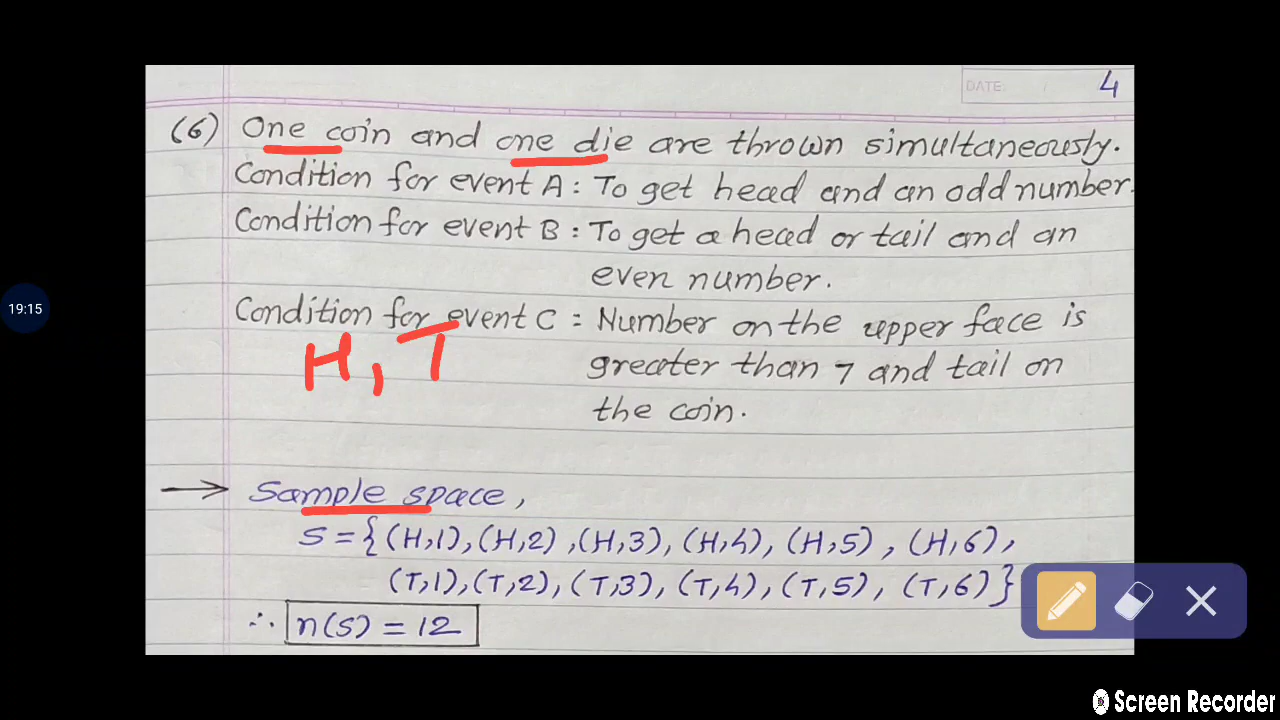 DATE: 4
(6) One coin and one die are thrown simultaneously.
Condition for event A : To get head and an odd number.
Condition for event B : To get a head or tail and an
even number.
Condition for event C = Number on the upper face is
H, T
greater than 7 and tail on
the coin.
19:15
→ Sample space,
S = {(H,1),(H,2),(H,3),(H,4),(H,5),(H,6),
(T,1),(T,2),(T,3),(T,4),(T,5),(T,6)}
∴ n(S) = 12
Screen Recorder